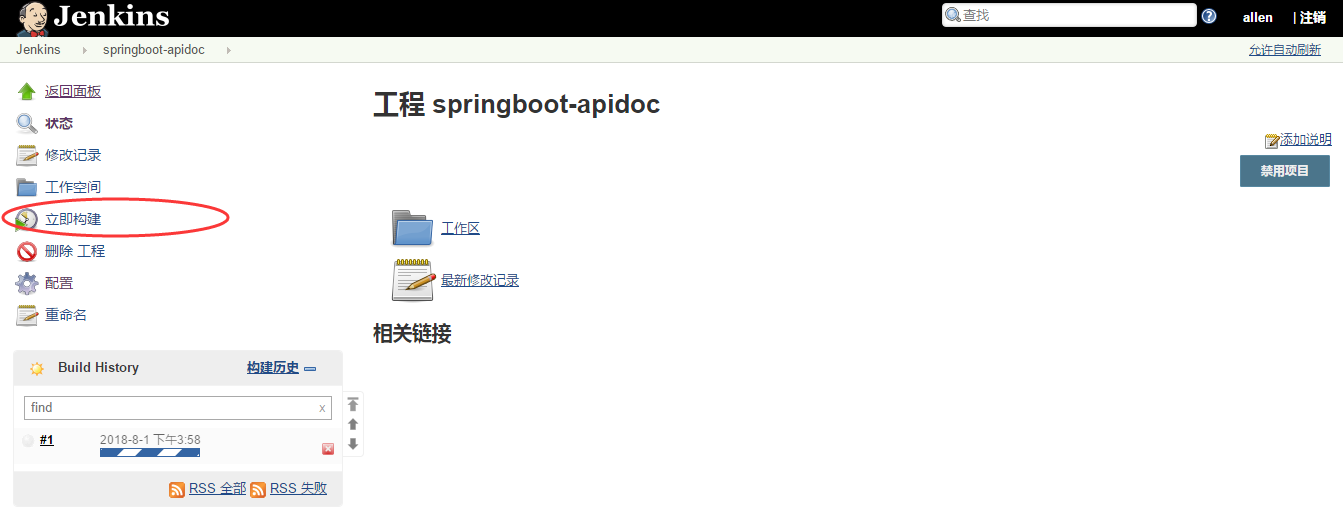 Jenkins
查找
allen
| 注销
Jenkins
springboot-apidoc
允许自动刷新
返回面板
状态
修改记录
工作空间
立即构建
删除 工程
配置
重命名
工程 springboot-apidoc
添加说明
禁用项目
工作区
最新修改记录
相关链接
Build History
构建历史
find
x
#1
2018-8-1 下午3:58
RSS 全部
RSS 失败